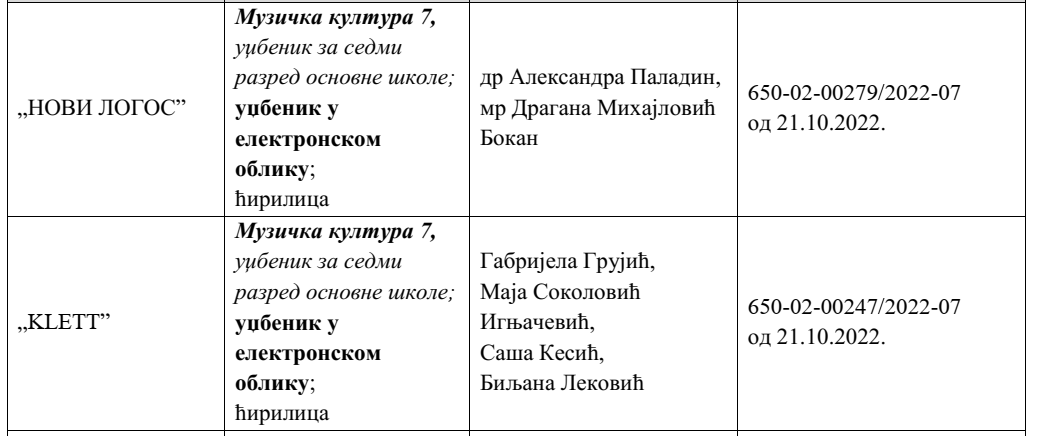 „НОВИ ЛОГОС”
Музичка култура 7,
уџбеник за седми
разред основне школе;
уџбеник у
електронском
облику;
ћирилица
др Александра Паладин,
мр Драгана Михајловић
Бокан
650-02-00279/2022-07
од 21.10.2022.
„KLETT”
Музичка култура 7,
уџбеник за седми
разред основне школе;
уџбеник у
електронском
облику;
ћирилица
Габријела Грујић,
Маја Соколовић
Игњачевић,
Саша Кесић,
Биљана Лековић
650-02-00247/2022-07
од 21.10.2022.